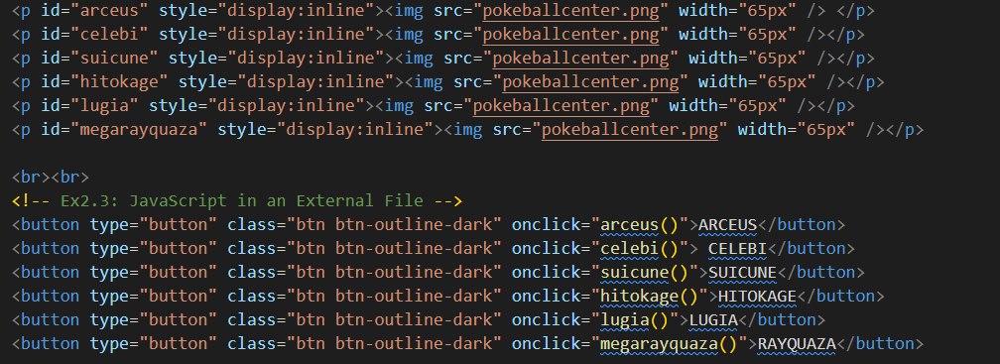 <p id="arceus" style="display:inline"><img src="pokeballcenter.png" width="65px" /> </p>
<p id="celebi" style="display:inline"><img src="pokeballcenter.png" width="65px" /></p>
<p id="suicune" style="display:inline"><img src="pokeballcenter.png" width="65px" /></p>
<p id="hitokage" style="display:inline"><img src="pokeballcenter.png" width="65px" /></p>
<p id="lugia" style="display:inline"><img src="pokeballcenter.png" width="65px" /></p>
<p id="megarayquaza" style="display:inline"><img src="pokeballcenter.png" width="65px" /></p>
<br><br>
<!-- Ex2.3: JavaScript in an External File -->
<button type="button" class="btn btn-outline-dark" onclick="arceus()">ARCEUS</button>
<button type="button" class="btn btn-outline-dark" onclick="celebi()"> CELEBI</button>
<button type="button" class="btn btn-outline-dark" onclick="suicune()">SUICUNE</button>
<button type="button" class="btn btn-outline-dark" onclick="hitokage()">HITOKAGE</button>
<button type="button" class="btn btn-outline-dark" onclick="lugia()">LUGIA</button>
<button type="button" class="btn btn-outline-dark" onclick="megarayquaza()">RAYQUAZA</button>